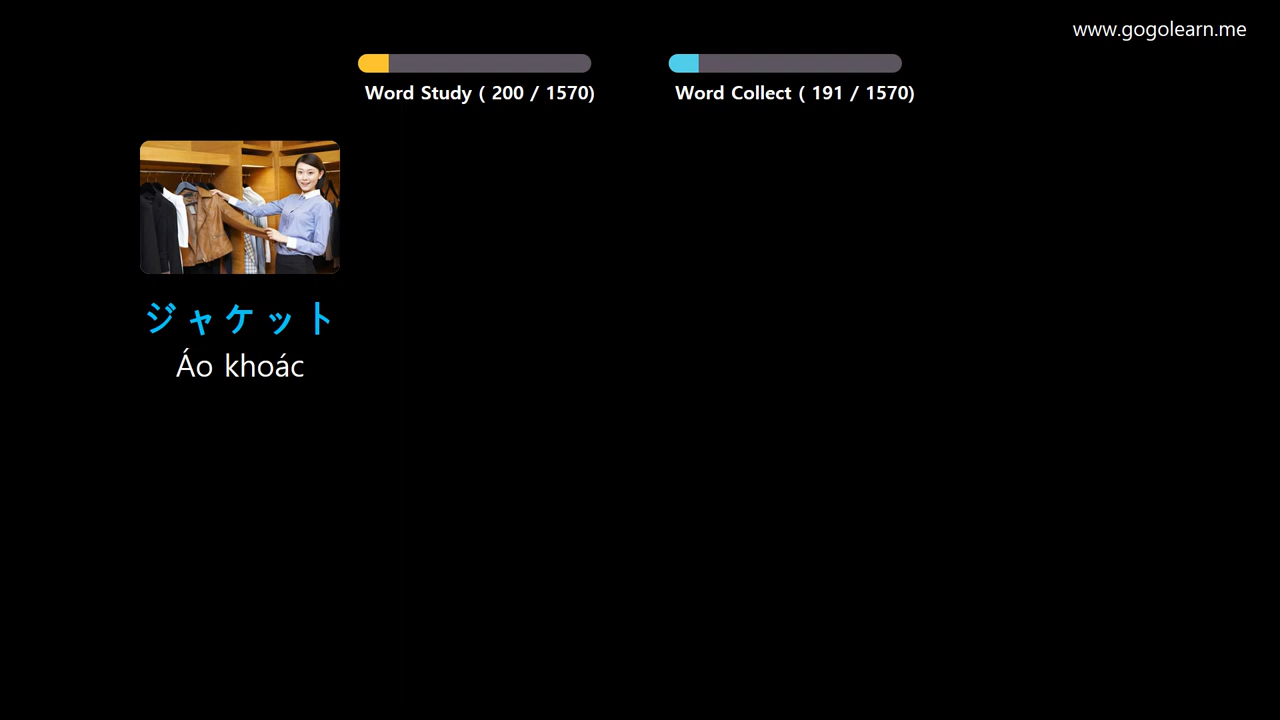 www.gogolearn.me
Word Study ( 200 / 1570)
Word Collect ( 191 / 1570)
ジャケット
Áo khoác